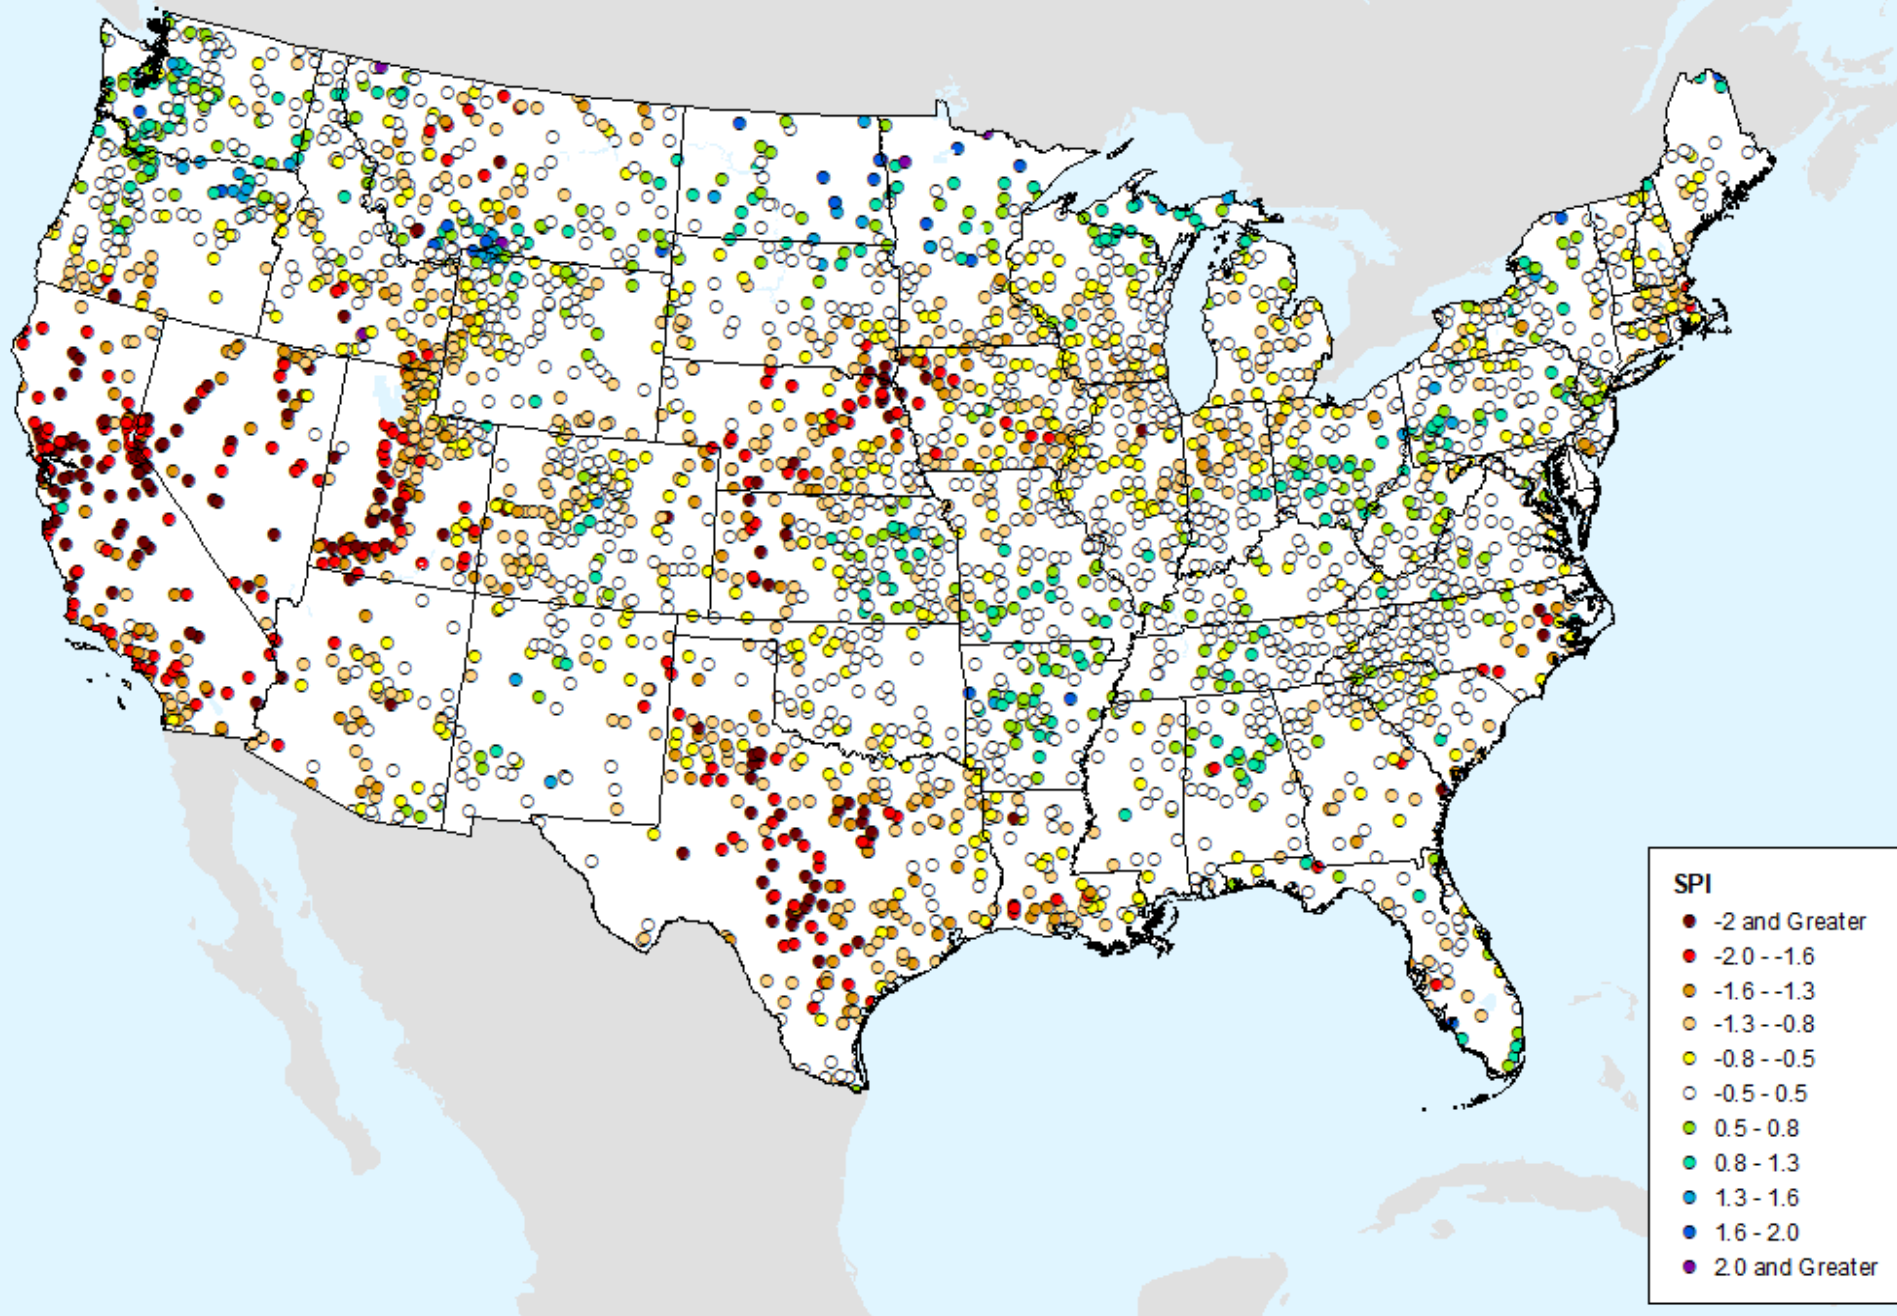 SPI
-2 and Greater
-2.0 - -1.6
-1.6 - -1.3
-1.3 - -0.8
-0.8 - -0.5
-0.5 - 0.5
0.5 - 0.8
0.8 - 1.3
1.3 - 1.6
1.6 - 2.0
2.0 and Greater